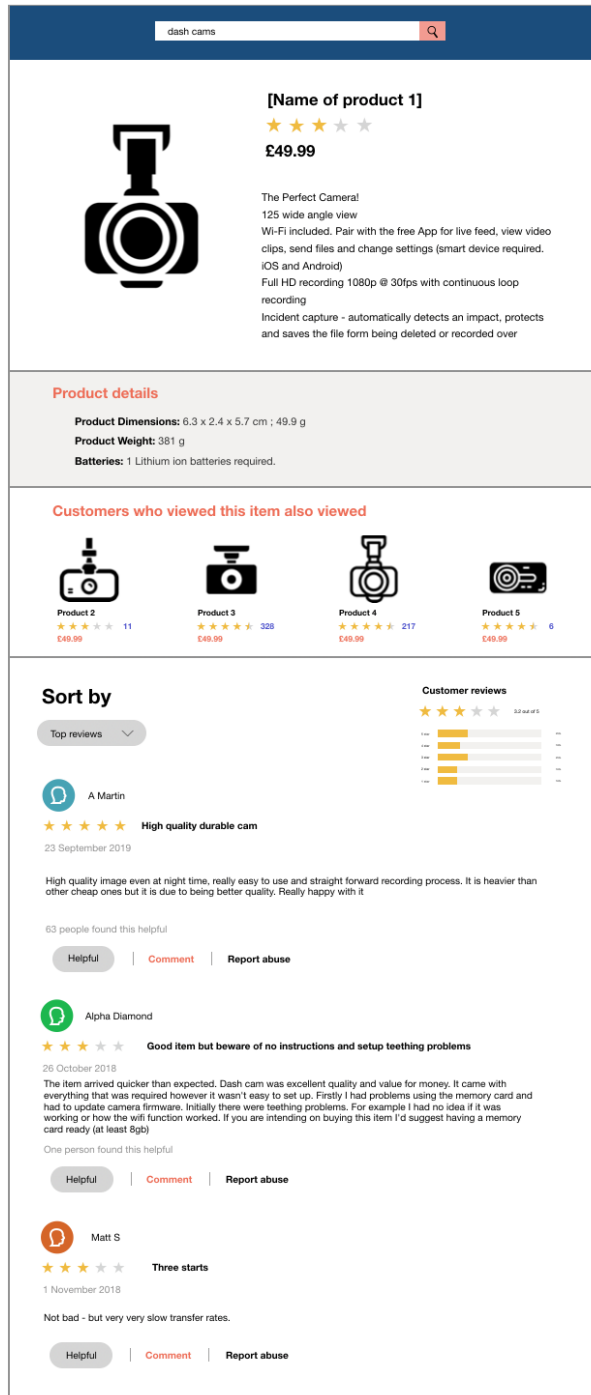 dash cams
[Name of product 1]
£49.99
The Perfect Camera!
125 wide angle view
Wi-Fi included. Pair with the free App for live feed, view video
clips, send files and change settings (smart device required.
iOS and Android)
Full HD recording 1080p @ 30fps with continuous loop
recording
Incident capture - automatically detects an impact, protects
and saves the file form being deleted or recorded over
Product details
Product Dimensions: 6.3 x 2.4 x 5.7 cm ; 49.9 g
Product Weight: 381 g
Batteries: 1 Lithium ion batteries required.
Customers who viewed this item also viewed
Product 2
11
£49.99
Product 3
328
£49.99
Product 4
217
£49.99
Product 5
6
£49.99
Sort by
Top reviews
Customer reviews
3.2 out of 5
5 star
4 star
3 star
2 star
1 star
A Martin
High quality durable cam
23 September 2019
High quality image even at night time, really easy to use and straight forward recording process. It is heavier than
other cheap ones but it is due to being better quality. Really happy with it
63 people found this helpful
Helpful
Comment
Report abuse
Alpha Diamond
Good item but beware of no instructions and setup teething problems
26 October 2018
The item arrived quicker than expected. Dash cam was excellent quality and value for money. It came with
everything that was required however it wasn't easy to set up. Firstly I had problems using the memory card and
had to update camera firmware. Initially there were teething problems. For example I had no idea if it was
working or how the wifi function worked. If you are intending on buying this item I'd suggest having a memory
card ready (at least 8gb)
One person found this helpful
Helpful
Comment
Report abuse
Matt S
Three starts
1 November 2018
Not bad - but very very slow transfer rates.
Helpful
Comment
Report abuse